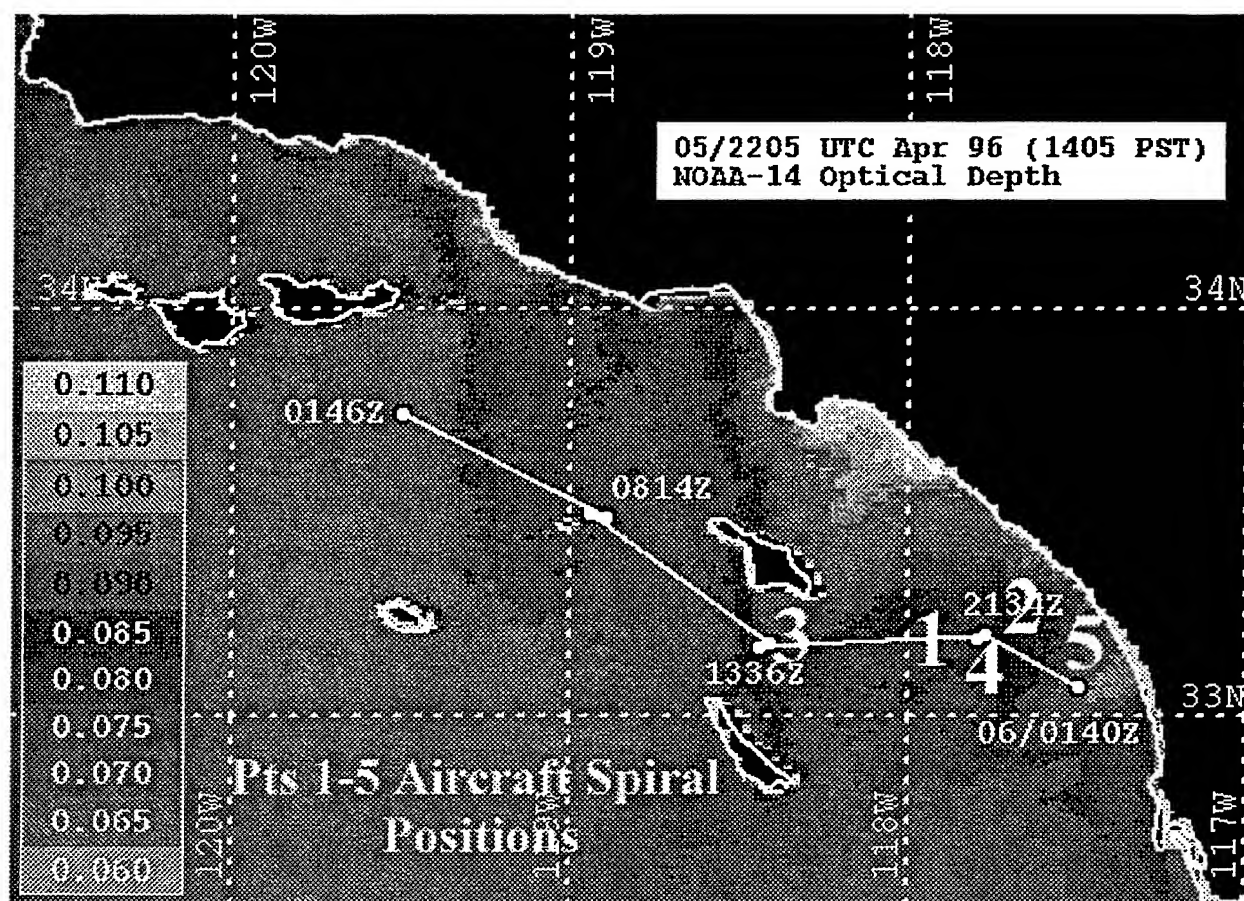 120W
119W
118W
05/2205 UTC Apr 96 (1405 PST)
NOAA-14 Optical Depth
34N
34N
0.110
0.105
0.100
0.095
0.090
0.085
0.080
0.075
0.070
0.065
0.060
0146Z
0814Z
2134Z
1336Z
06/0140Z
1
2
3
4
5
33N
Pts 1-5 Aircraft Spiral
Positions
120W
118W
117W